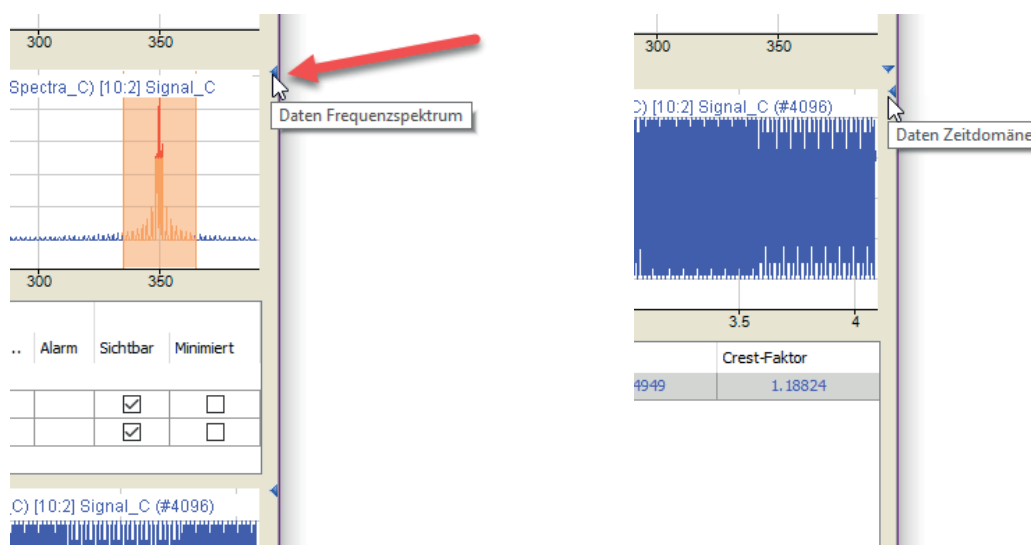 300 350
Spectra_C) [10:2] Signal_C
Daten Frequenzspektrum
300 350
.. Alarm Sichtbar Minimiert
C) [10:2] Signal_C (#4096)
300 350
C) [10:2] Signal_C (#4096)
Daten Zeitdomäne
3.5 4
Crest-Faktor
4949 1.18824